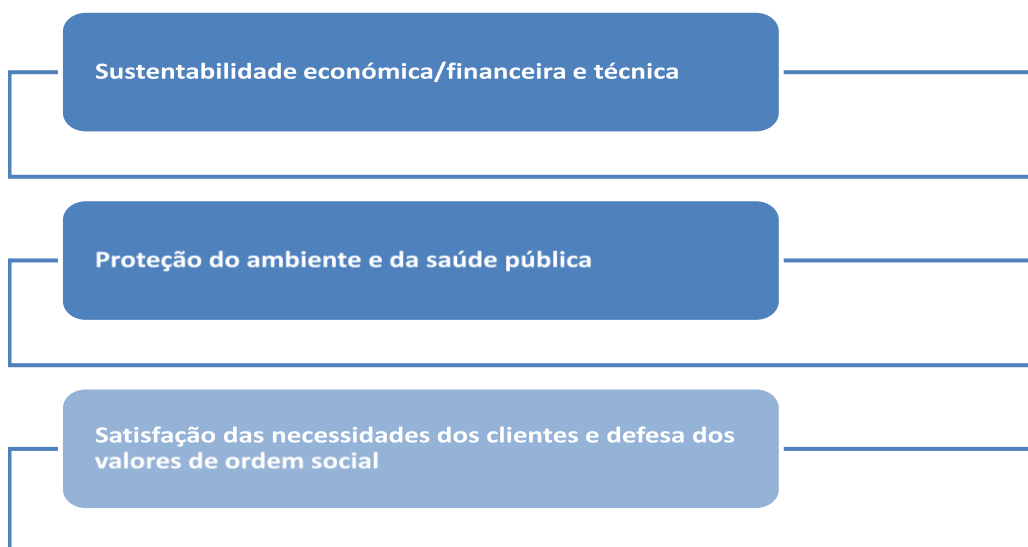 Sustentabilidade económica/financeira e técnica
Proteção do ambiente e da saúde pública
Satisfação das necessidades dos clientes e defesa dos
valores de ordem social